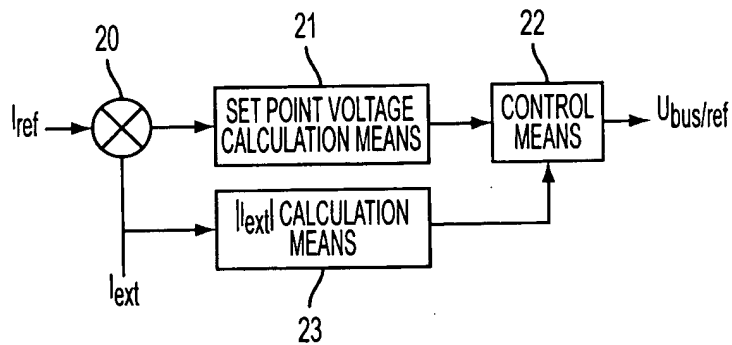 20
21
22
Iref
SET POINT VOLTAGE
CALCULATION MEANS
CONTROL
MEANS
Ubus/ref
|Iext| CALCULATION
MEANS
Iext
23